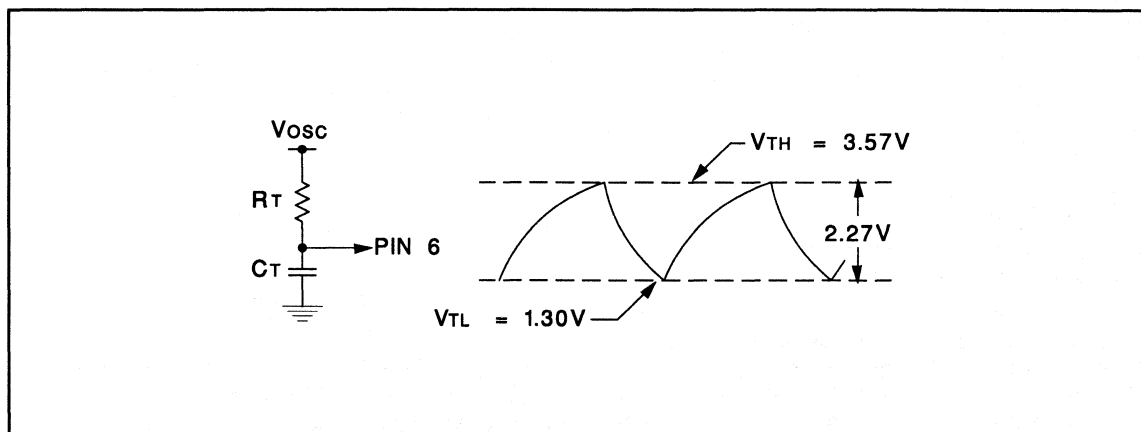 VOSC
RT
PIN 6
CT
VTH = 3.57V
2.27V
VTL = 1.30V